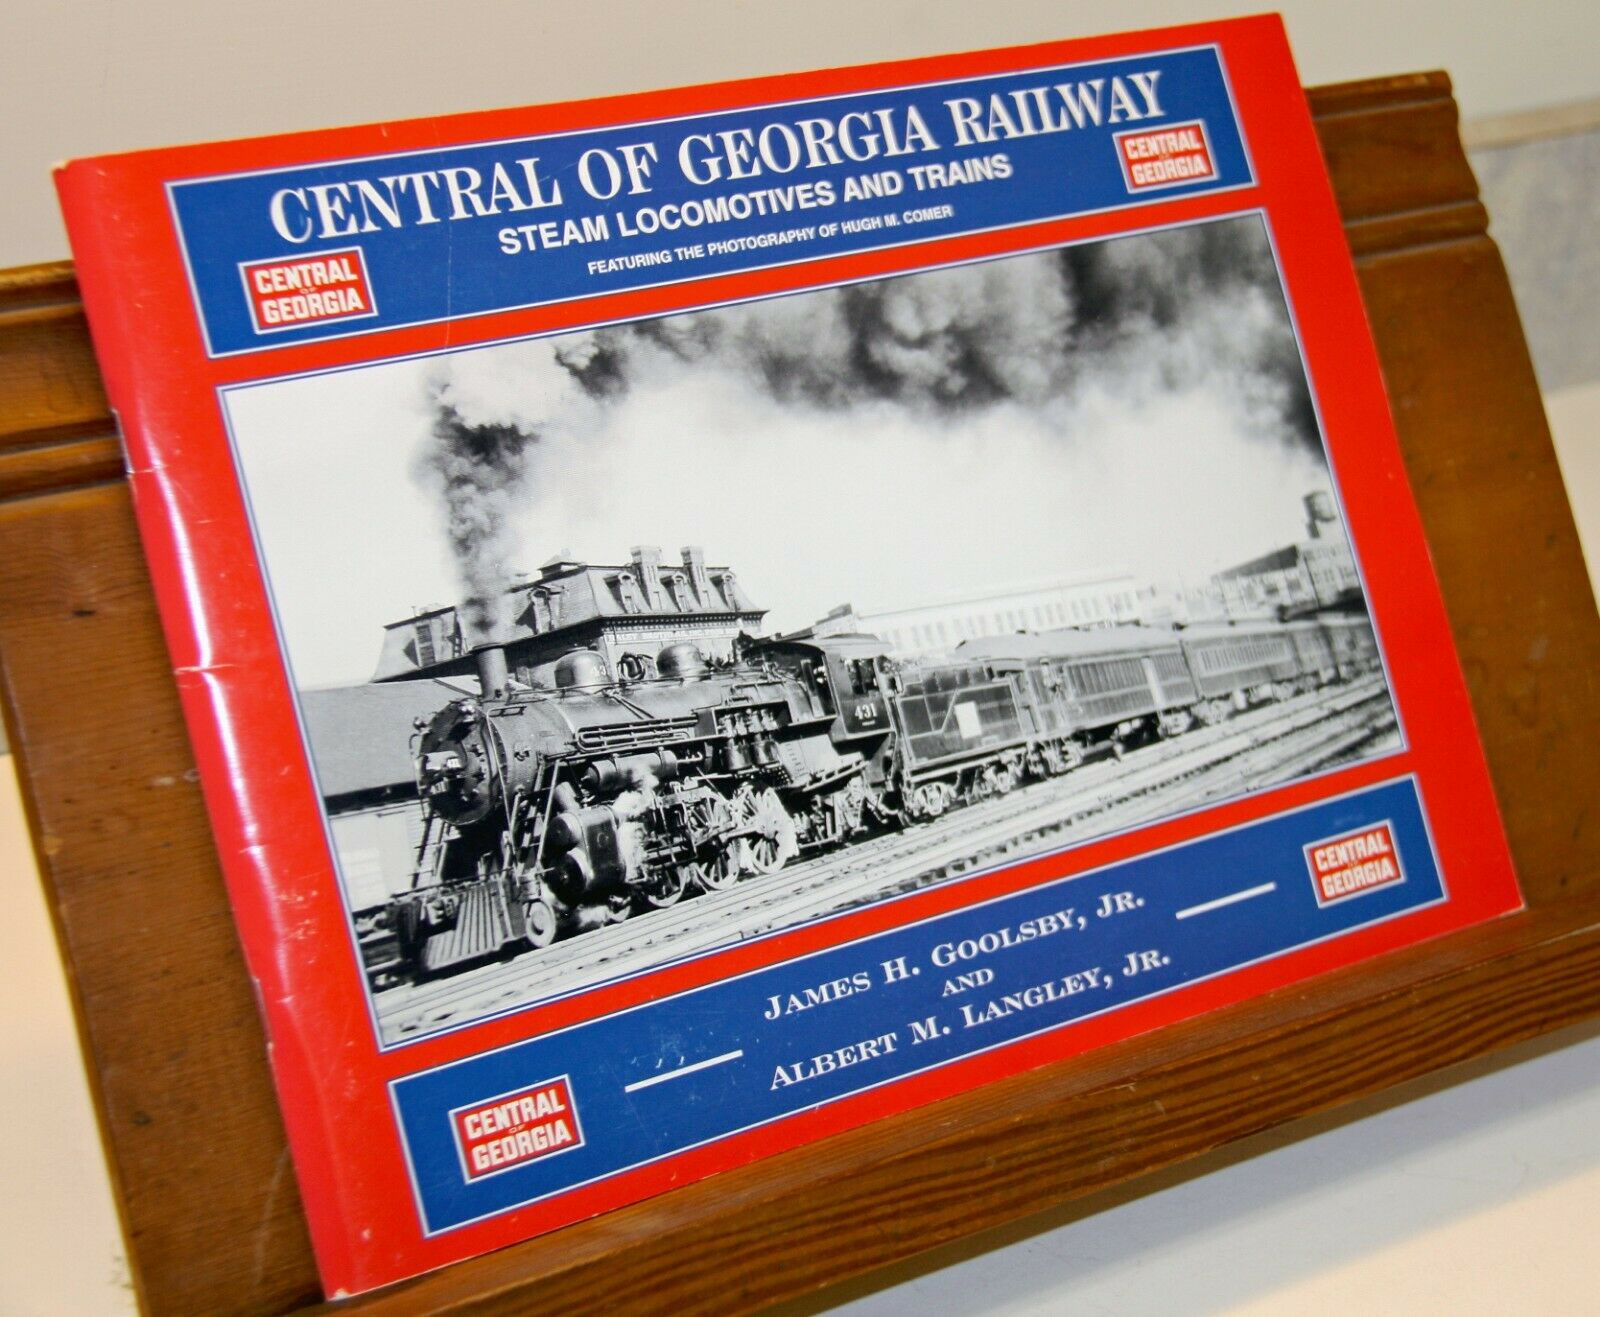 CENTRAL OF GEORGIA RAILWAY
STEAM LOCOMOTIVES AND TRAINS
FEATURING THE PHOTOGRAPHY OF HUGH M. COMER
CENTRAL
OF
GEORGIA
CENTRAL
OF
GEORGIA
431
431
JAMES H. GOOLSBY, JR.
AND
ALBERT M. LANGLEY, JR.
CENTRAL
OF
GEORGIA
CENTRAL
OF
GEORGIA